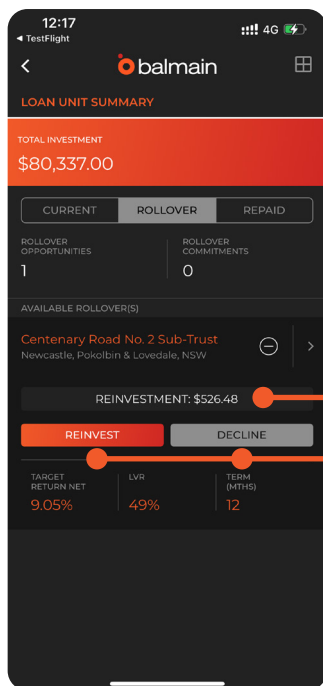 12:17
4G
◀ TestFlight
balmain
LOAN UNIT SUMMARY
TOTAL INVESTMENT
$80,337.00
CURRENT ROLLOVER REPAID
ROLLOVER OPPORTUNITIES
1
ROLLOVER COMMITMENTS
0
AVAILABLE ROLLOVER(S)
Centenary Road No. 2 Sub-Trust
Newcastle, Pokolbin & Lovedale, NSW
REINVESTMENT: $526.48
REINVEST DECLINE
TARGET RETURN NET
9.05%
LVR
49%
TERM (MTHS)
12